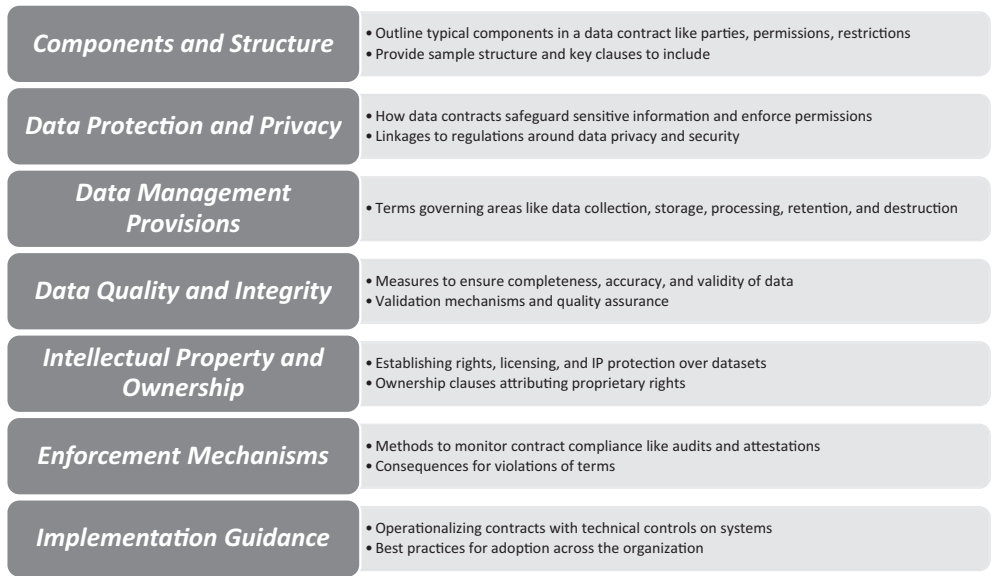 Components and Structure
• Outline typical components in a data contract like parties, permissions, restrictions
• Provide sample structure and key clauses to include
Data Protection and Privacy
• How data contracts safeguard sensitive information and enforce permissions
• Linkages to regulations around data privacy and security
Data Management
Provisions
• Terms governing areas like data collection, storage, processing, retention, and destruction
Data Quality and Integrity
• Measures to ensure completeness, accuracy, and validity of data
• Validation mechanisms and quality assurance
Intellectual Property and
Ownership
• Establishing rights, licensing, and IP protection over datasets
• Ownership clauses attributing proprietary rights
Enforcement Mechanisms
• Methods to monitor contract compliance like audits and attestations
• Consequences for violations of terms
Implementation Guidance
• Operationalizing contracts with technical controls on systems
• Best practices for adoption across the organization